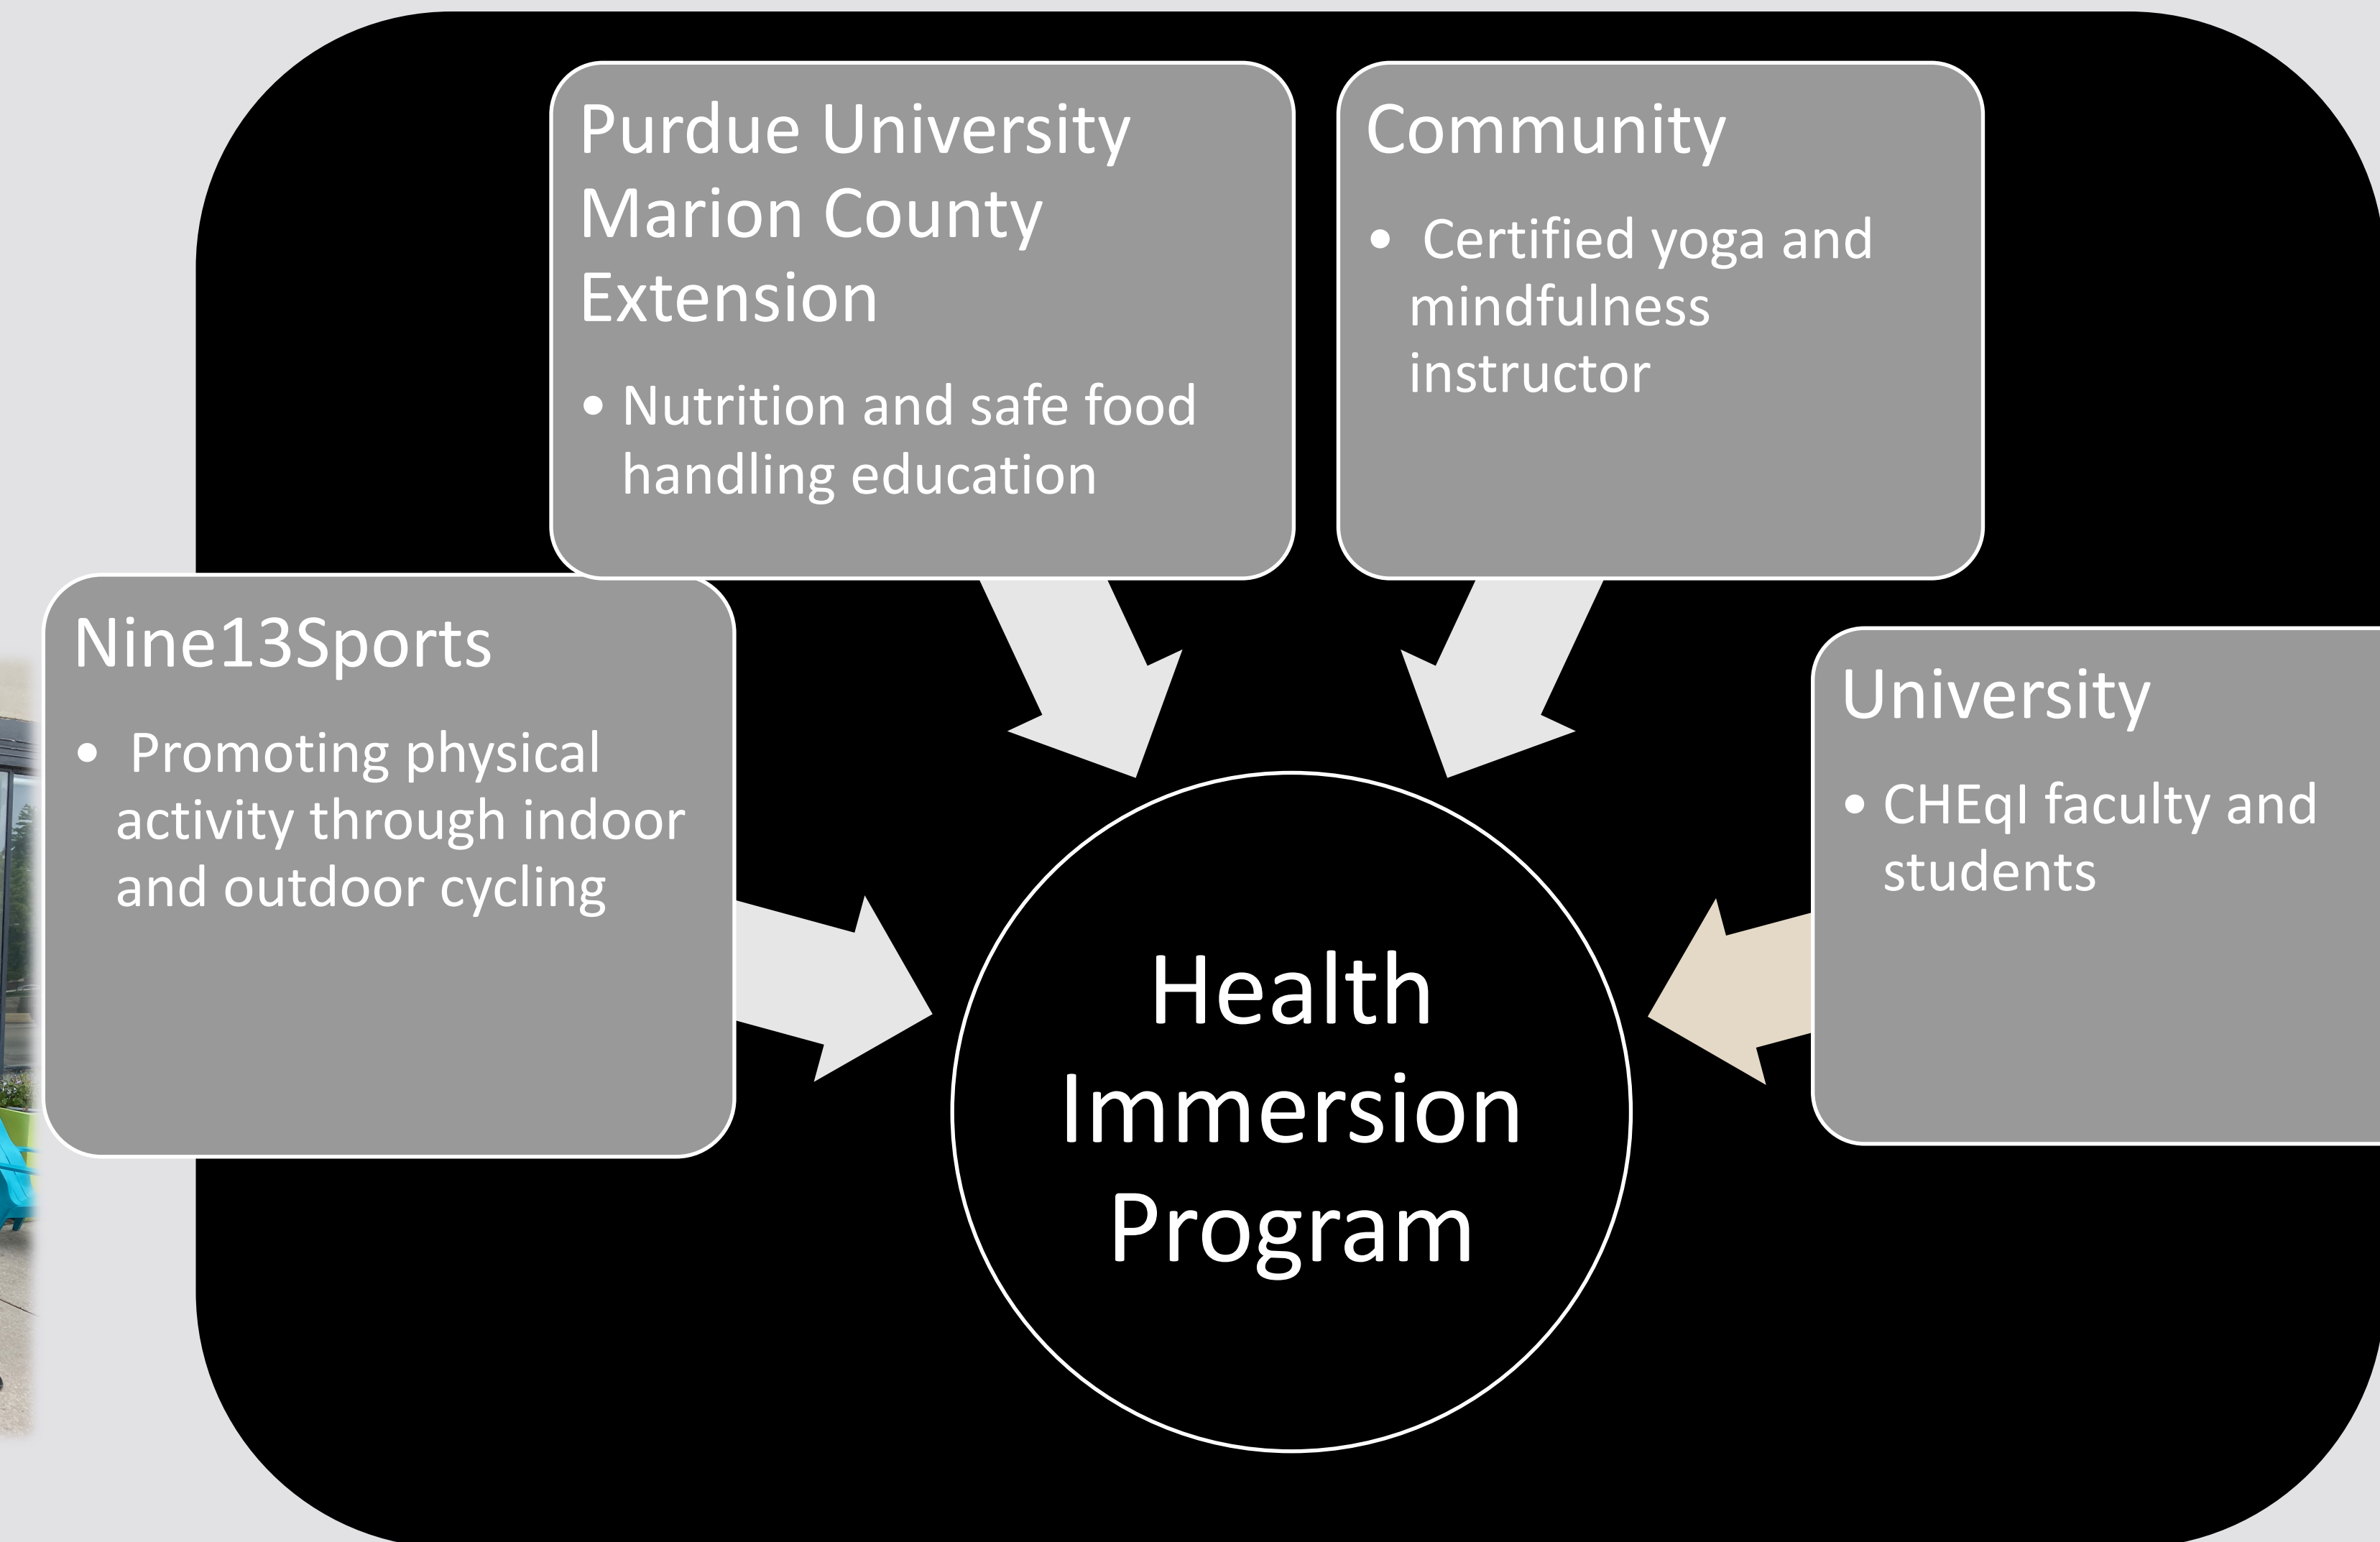 Purdue University
Marion County
Extension
• Nutrition and safe food
handling education
Community
• Certified yoga and
mindfulness
instructor
Nine13Sports
• Promoting physical
activity through indoor
and outdoor cycling
University
• CHEqI faculty and
students
Health
Immersion
Program